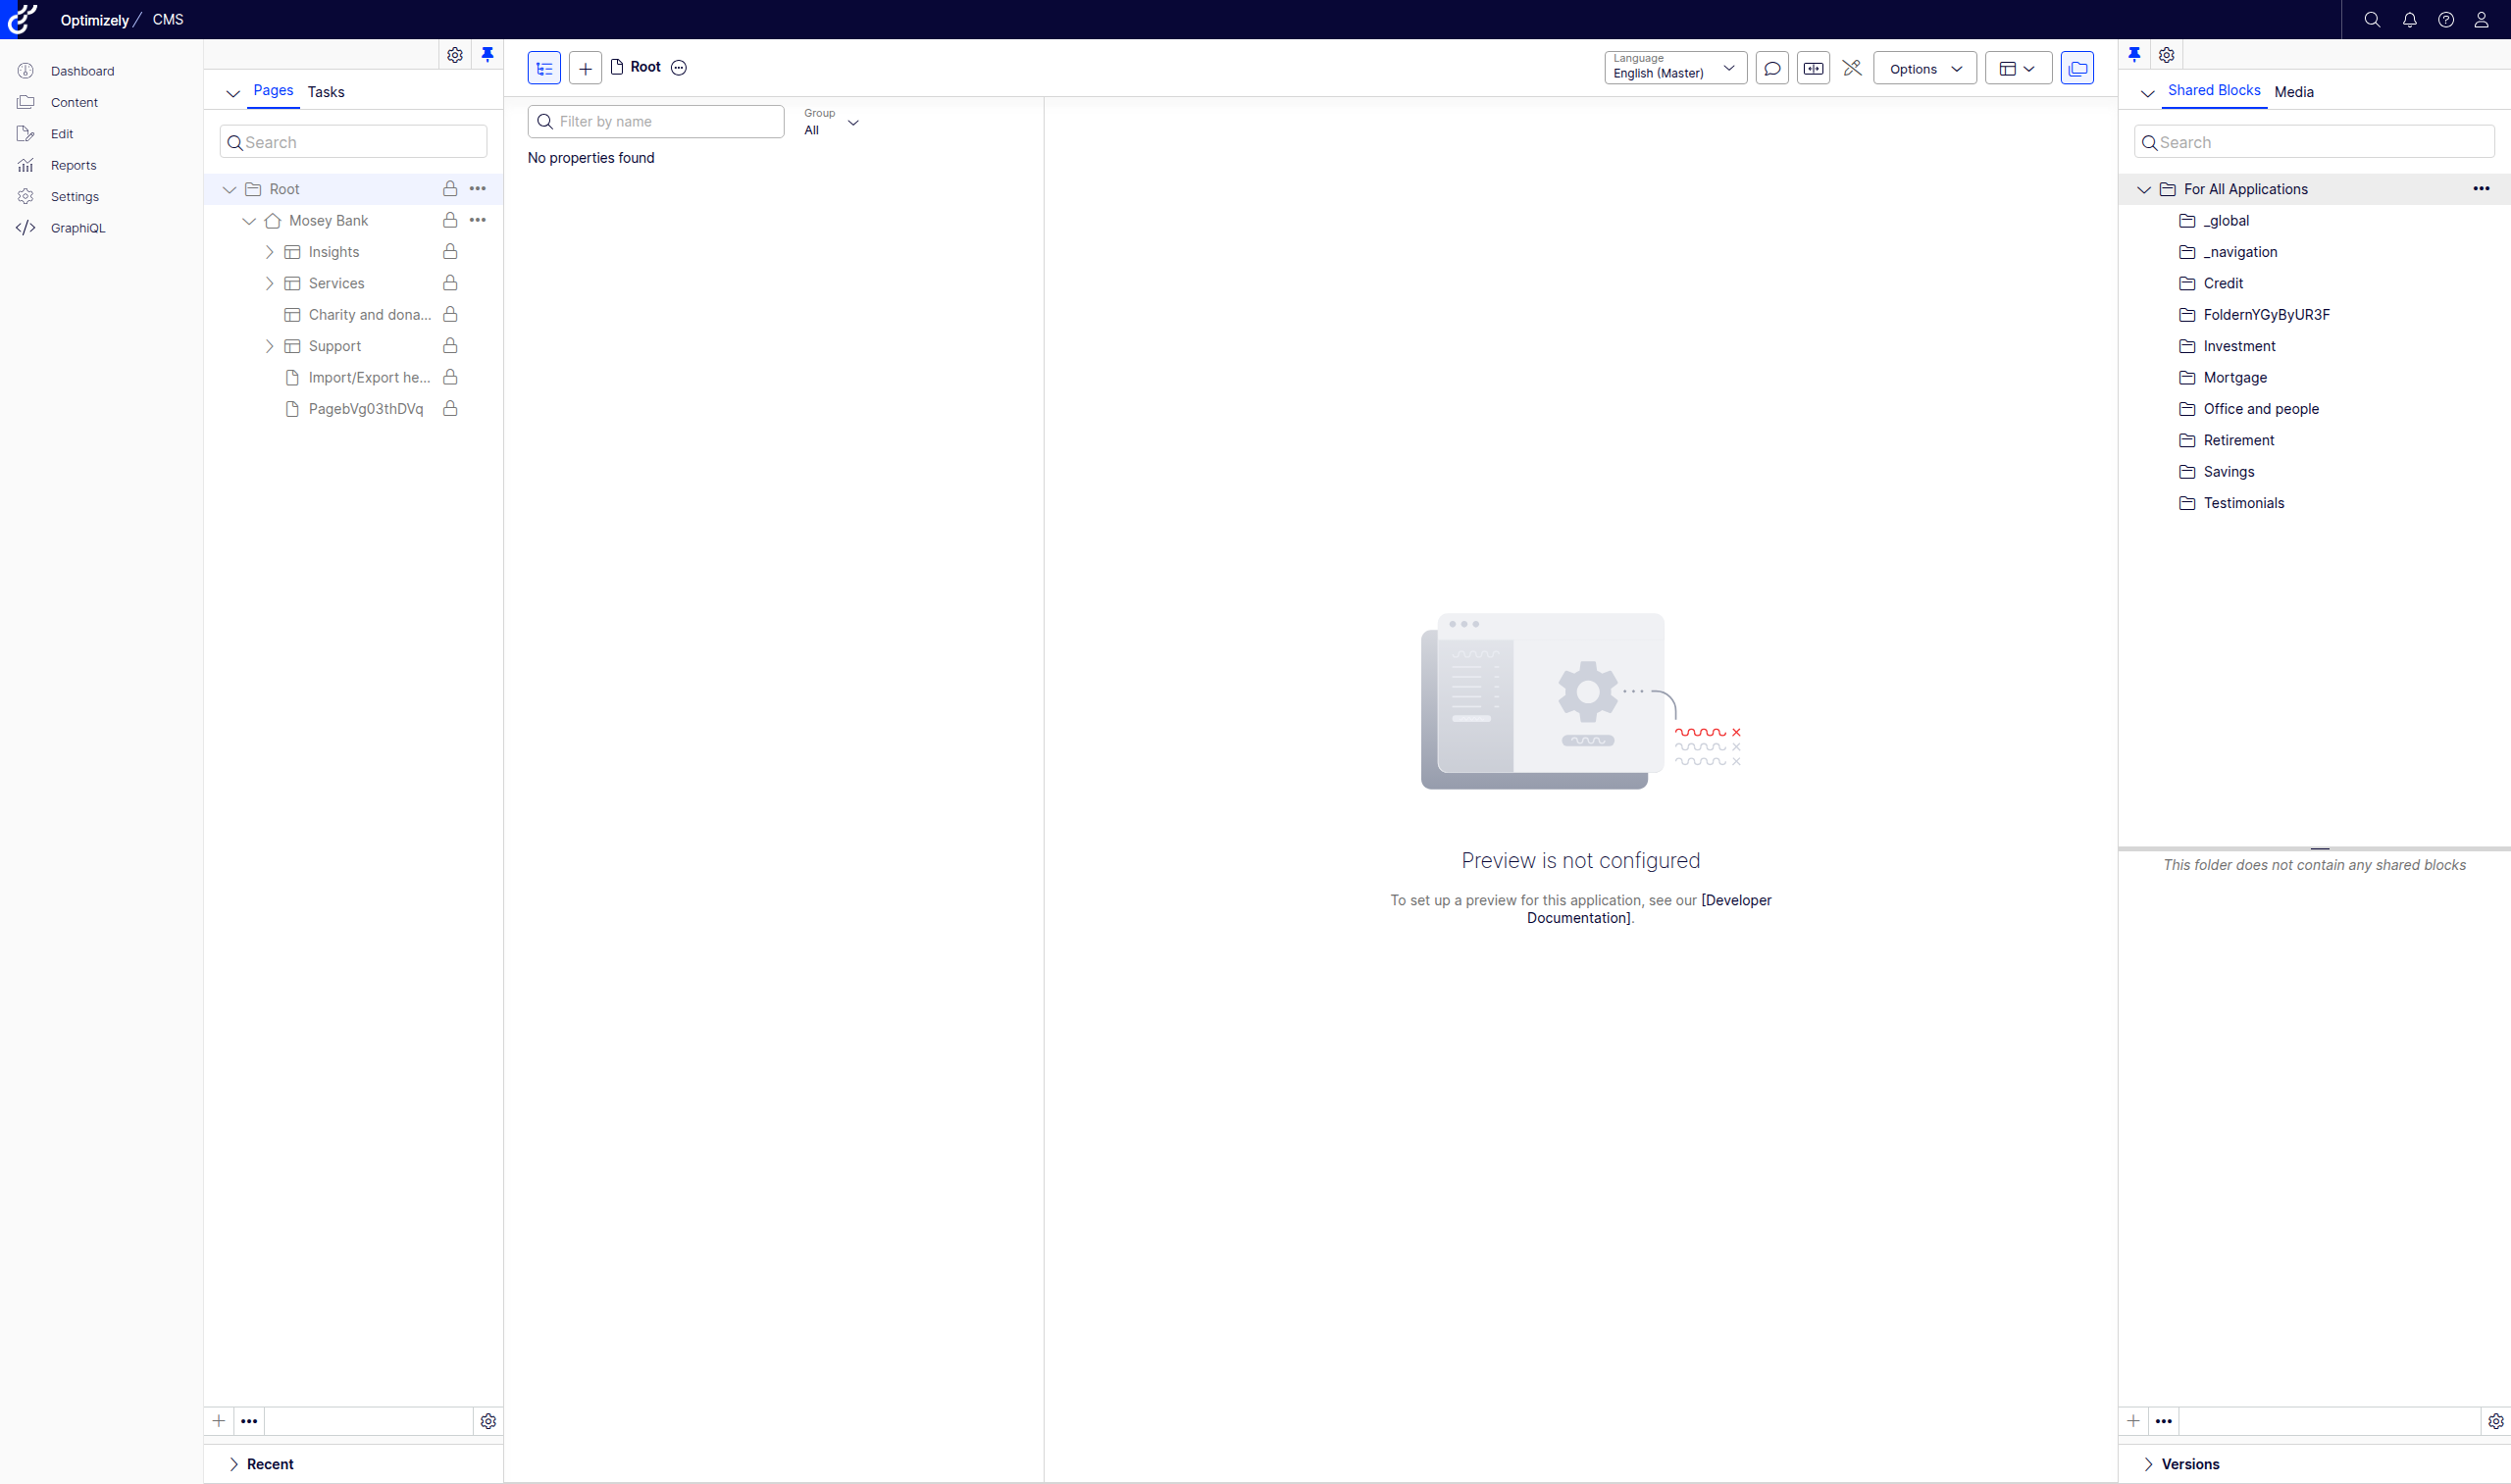 Optimizely / CMS
Dashboard
Content
Edit
Reports
Settings
GraphiQL
Pages Tasks
Search
Root
Mosey Bank
Insights
Services
Charity and dona...
Support
Import/Export he...
PagebVg03thDVq
Recent
Root
Language
English (Master)
Options
Filter by name
Group
All
No properties found
Preview is not configured
To set up a preview for this application, see our [Developer
Documentation].
Shared Blocks Media
Search
For All Applications
_global
_navigation
Credit
FoldernYGyByUR3F
Investment
Mortgage
Office and people
Retirement
Savings
Testimonials
This folder does not contain any shared blocks
Versions